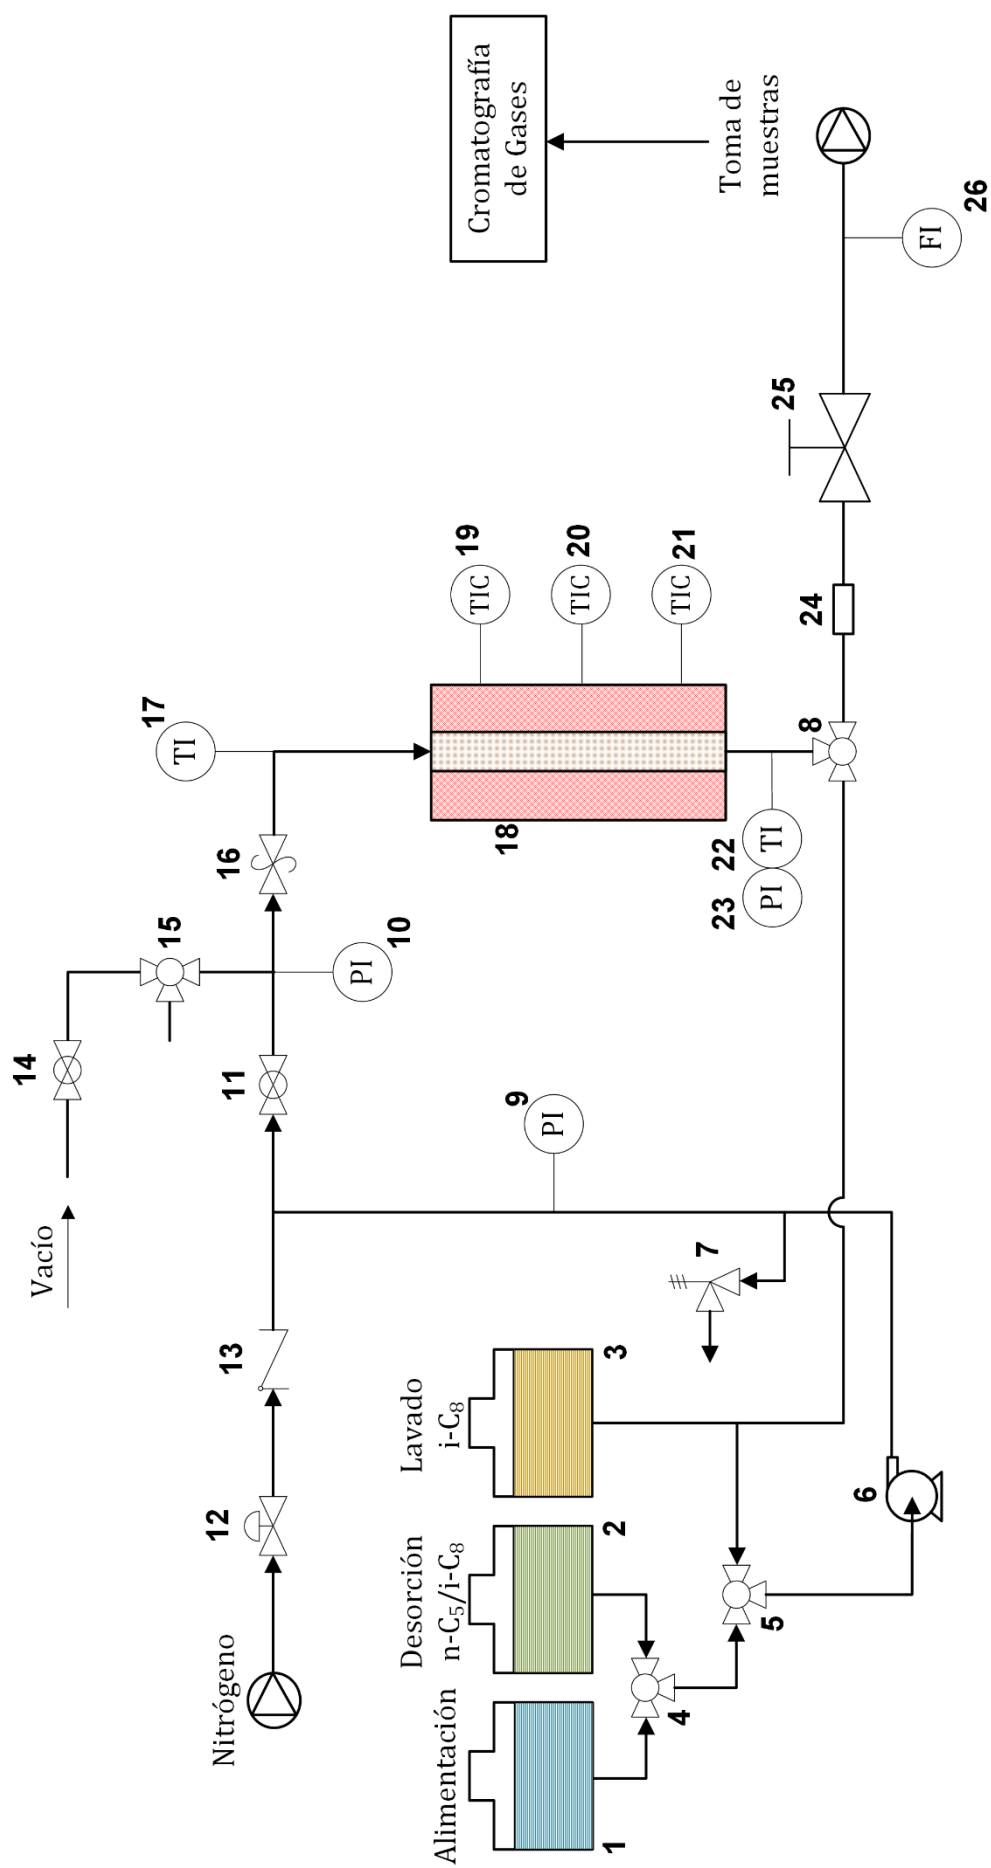 Vacío
14
15
17
TI
Nitrógeno
12
13
11
16
PI
10
Alimentación
1
Desorción
n-C₅/i-C₈
2
Lavado
i-C₈
3
4
5
6
7
PI
9
18
TIC
19
TIC
20
TIC
21
TI
22
PI
23
8
24
25
FI
26
Toma de
muestras
Cromatografía
de Gases